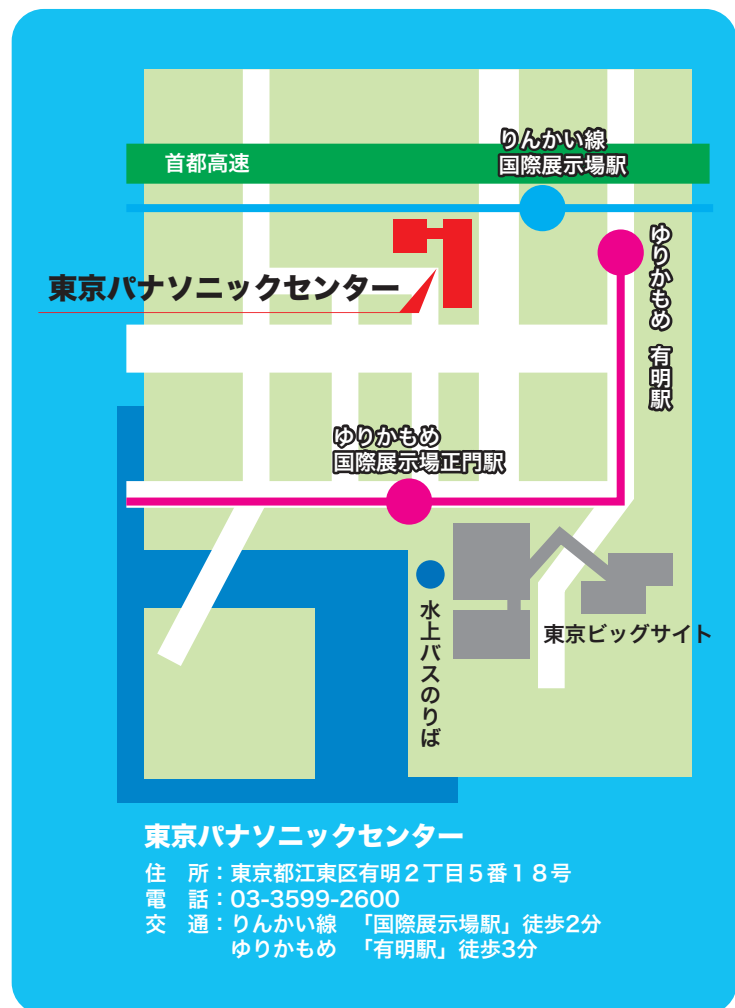 首都高速
りんかい線
国際展示場駅
ゆりかもめ 有明駅
東京パナソニックセンター
ゆりかもめ
国際展示場正門駅
水上バスのりば
東京ビッグサイト
東京パナソニックセンター
住　所：東京都江東区有明２丁目５番１８号
電　話：03-3599-2600
交　通：りんかい線　「国際展示場駅」徒歩2分
ゆりかもめ　「有明駅」徒歩3分